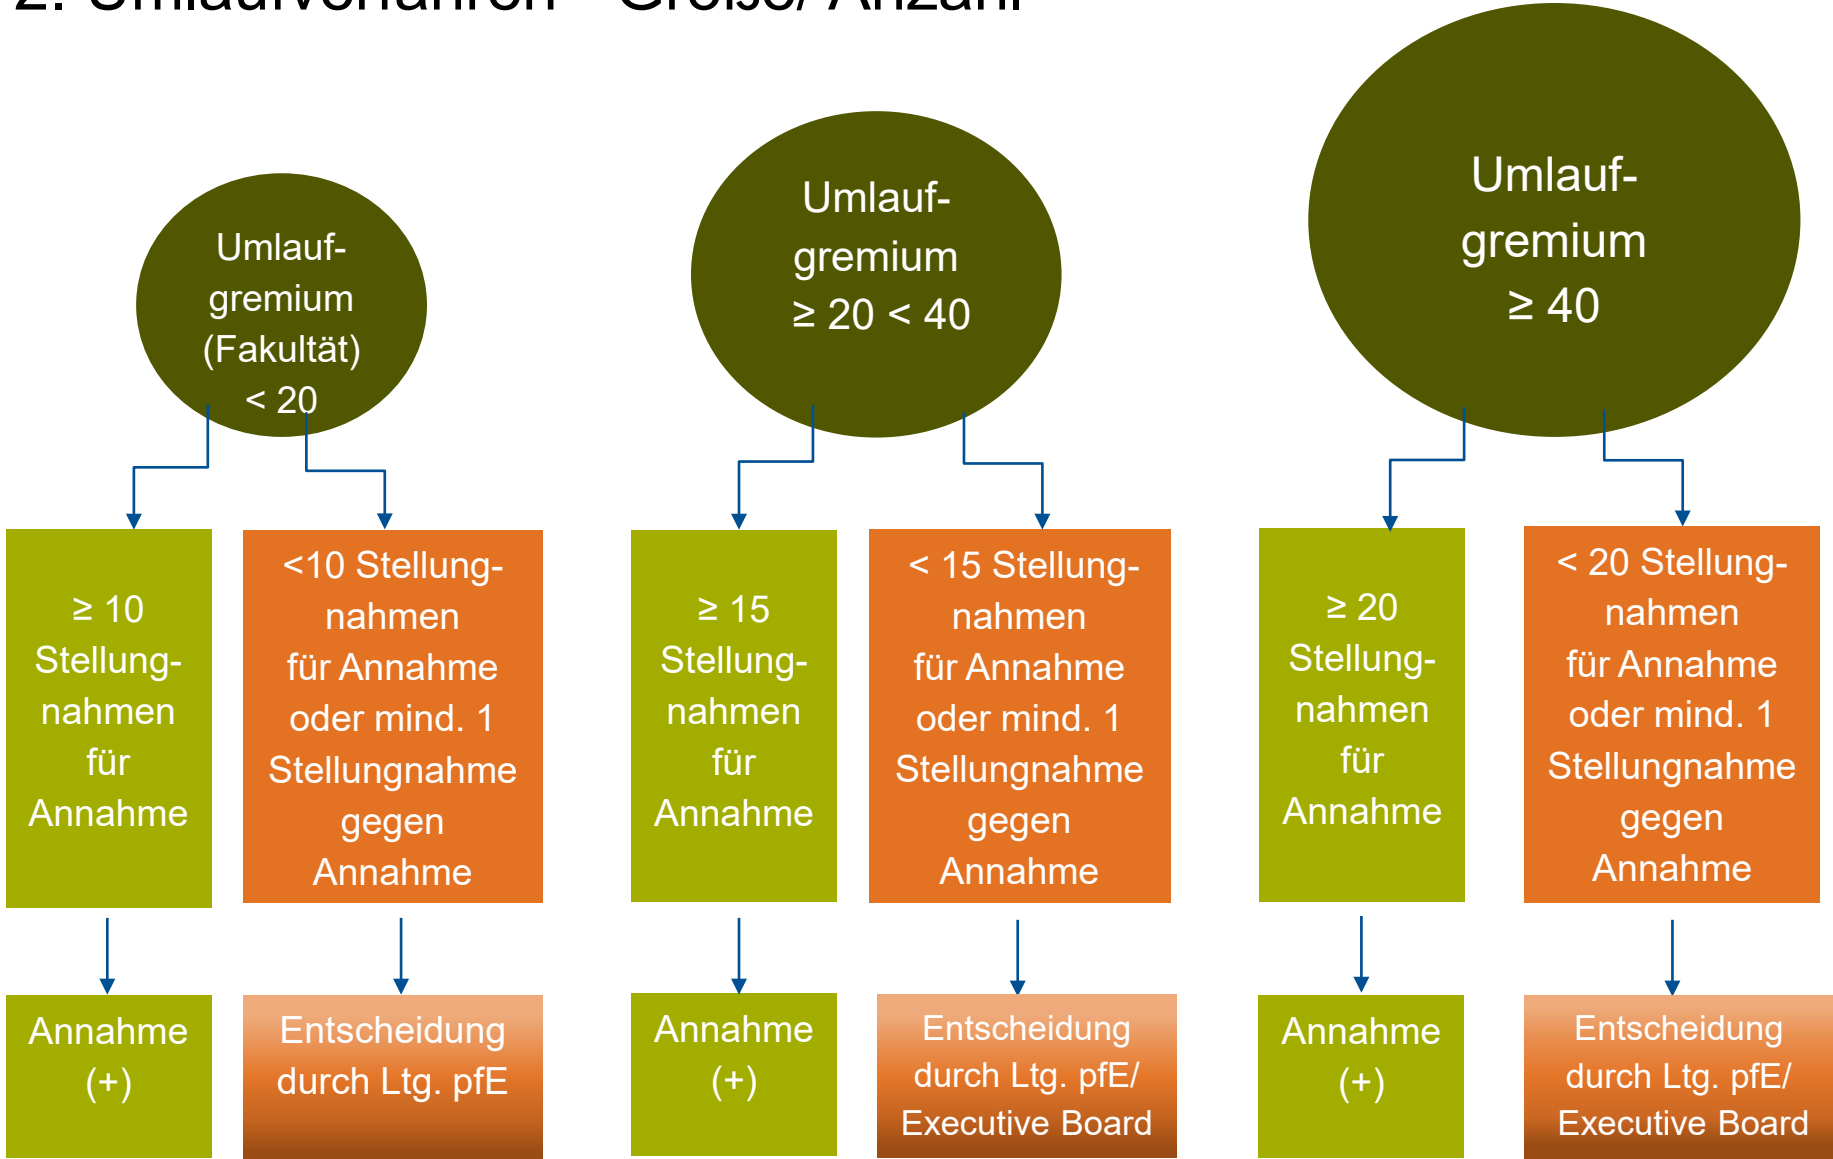 2. Umlaufverfahren - Größe/ Anzahl
Umlauf-
gremium
(Fakultät)
< 20
≥ 10
Stellung-
nahmen
für
Annahme
<10 Stellung-
nahmen
für Annahme
oder mind. 1
Stellungnahme
gegen
Annahme
Annahme
(+)
Entscheidung
durch Ltg. pfE
Umlauf-
gremium
≥ 20 < 40
≥ 15
Stellung-
nahmen
für
Annahme
< 15 Stellung-
nahmen
für Annahme
oder mind. 1
Stellungnahme
gegen
Annahme
Annahme
(+)
Entscheidung
durch Ltg. pfE/
Executive Board
Umlauf-
gremium
≥ 40
≥ 20
Stellung-
nahmen
für
Annahme
< 20 Stellung-
nahmen
für Annahme
oder mind. 1
Stellungnahme
gegen
Annahme
Annahme
(+)
Entscheidung
durch Ltg. pfE/
Executive Board